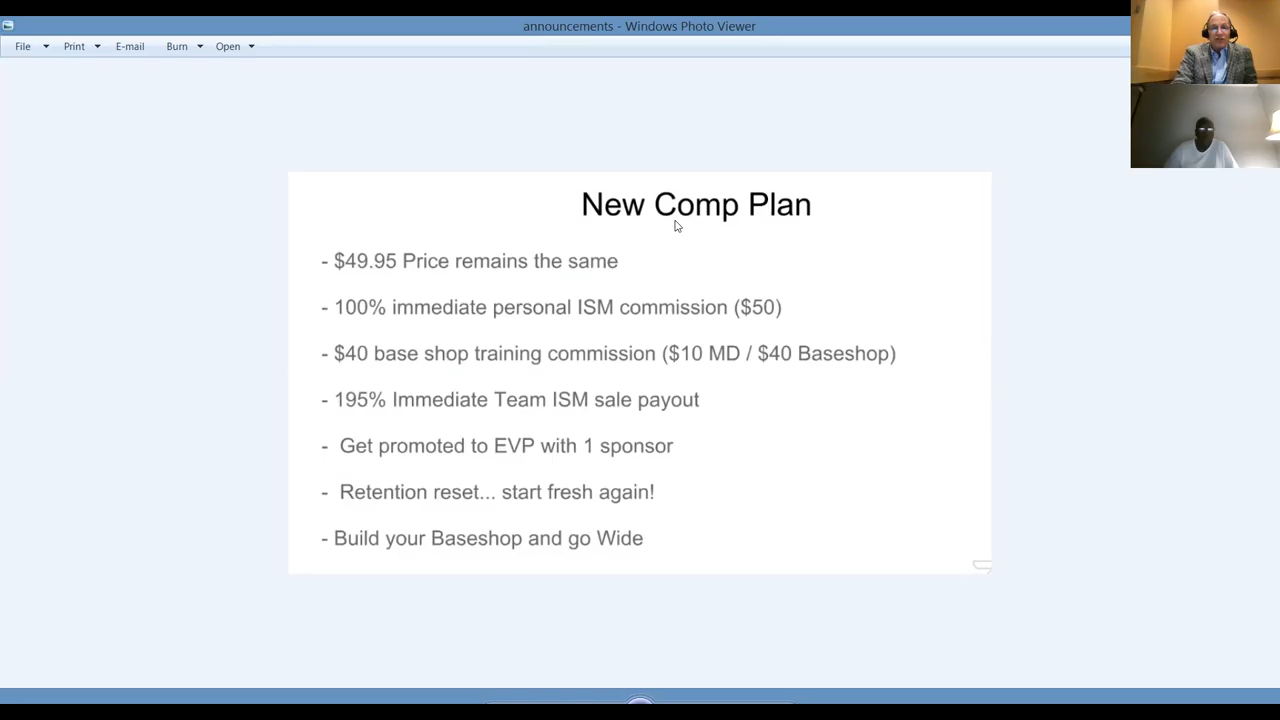 announcements - Windows Photo Viewer
File Print E-mail Burn Open
New Comp Plan
- $49.95 Price remains the same
- 100% immediate personal ISM commission ($50)
- $40 base shop training commission ($10 MD / $40 Baseshop)
- 195% Immediate Team ISM sale payout
- Get promoted to EVP with 1 sponsor
- Retention reset... start fresh again!
- Build your Baseshop and go Wide